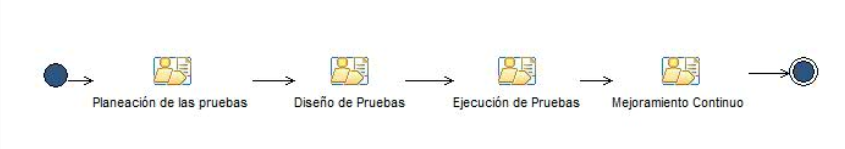 Planeación de las pruebas
Diseño de Pruebas
Ejecución de Pruebas
Mejoramiento Continuo